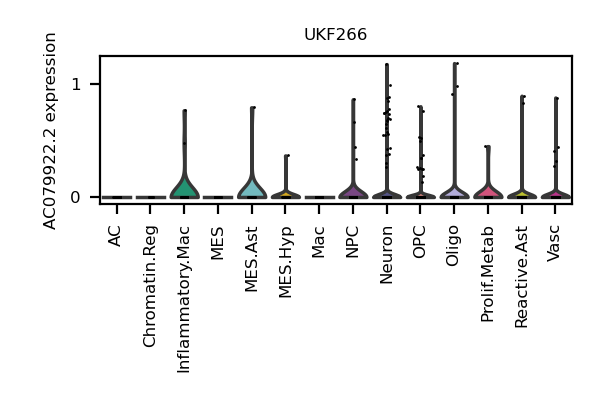 UKF266
AC079922.2 expression
1
0
AC
Chromatin.Reg
Inflammatory.Mac
MES
MES.Ast
MES.Hyp
Mac
NPC
Neuron
OPC
Oligo
Prolif.Metab
Reactive.Ast
Vasc